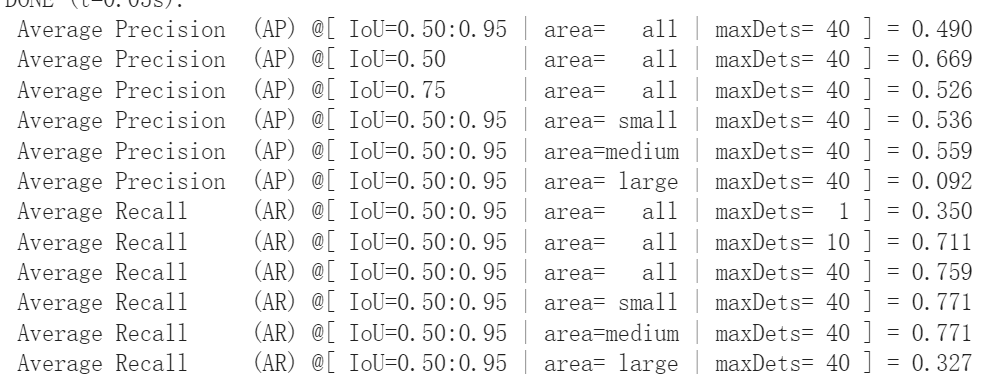 DONE (t=0.05s).
Average Precision  (AP) @[ IoU=0.50:0.95 | area=   all | maxDets= 40 ] = 0.490
Average Precision  (AP) @[ IoU=0.50      | area=   all | maxDets= 40 ] = 0.669
Average Precision  (AP) @[ IoU=0.75      | area=   all | maxDets= 40 ] = 0.526
Average Precision  (AP) @[ IoU=0.50:0.95 | area= small | maxDets= 40 ] = 0.536
Average Precision  (AP) @[ IoU=0.50:0.95 | area=medium | maxDets= 40 ] = 0.559
Average Precision  (AP) @[ IoU=0.50:0.95 | area= large | maxDets= 40 ] = 0.092
Average Recall     (AR) @[ IoU=0.50:0.95 | area=   all | maxDets=  1 ] = 0.350
Average Recall     (AR) @[ IoU=0.50:0.95 | area=   all | maxDets= 10 ] = 0.711
Average Recall     (AR) @[ IoU=0.50:0.95 | area=   all | maxDets= 40 ] = 0.759
Average Recall     (AR) @[ IoU=0.50:0.95 | area= small | maxDets= 40 ] = 0.771
Average Recall     (AR) @[ IoU=0.50:0.95 | area=medium | maxDets= 40 ] = 0.771
Average Recall     (AR) @[ IoU=0.50:0.95 | area= large | maxDets= 40 ] = 0.327